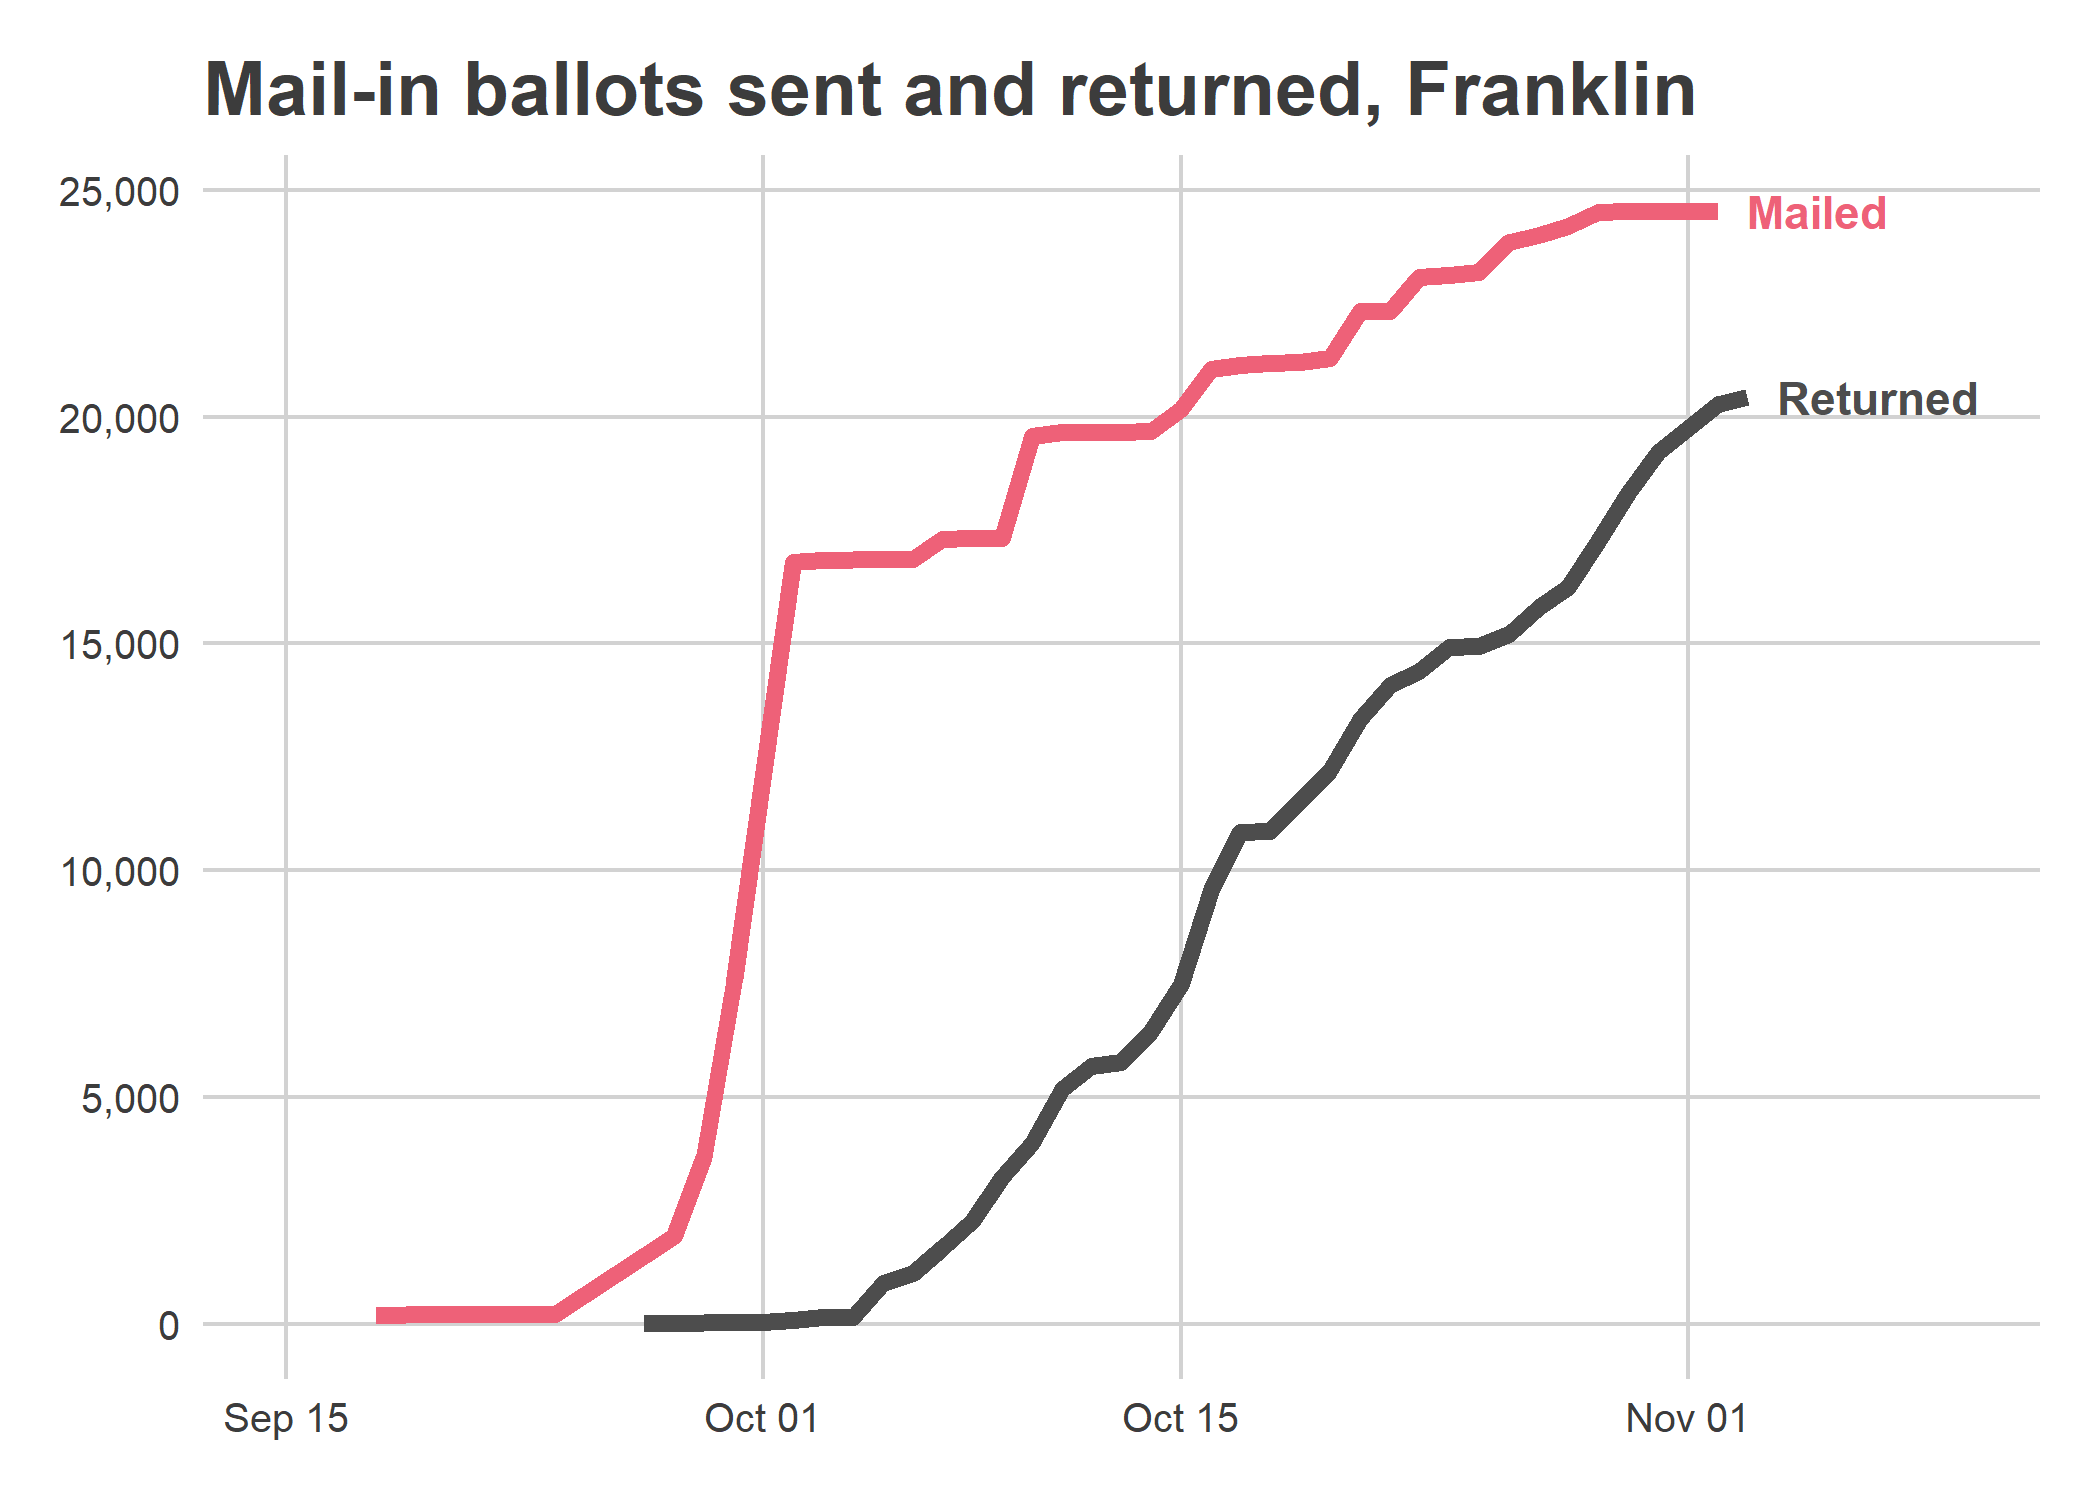 Mail-in ballots sent and returned, Franklin
25,000
Mailed
20,000
Returned
15,000
10,000
5,000
0
Sep 15
Oct 01
Oct 15
Nov 01